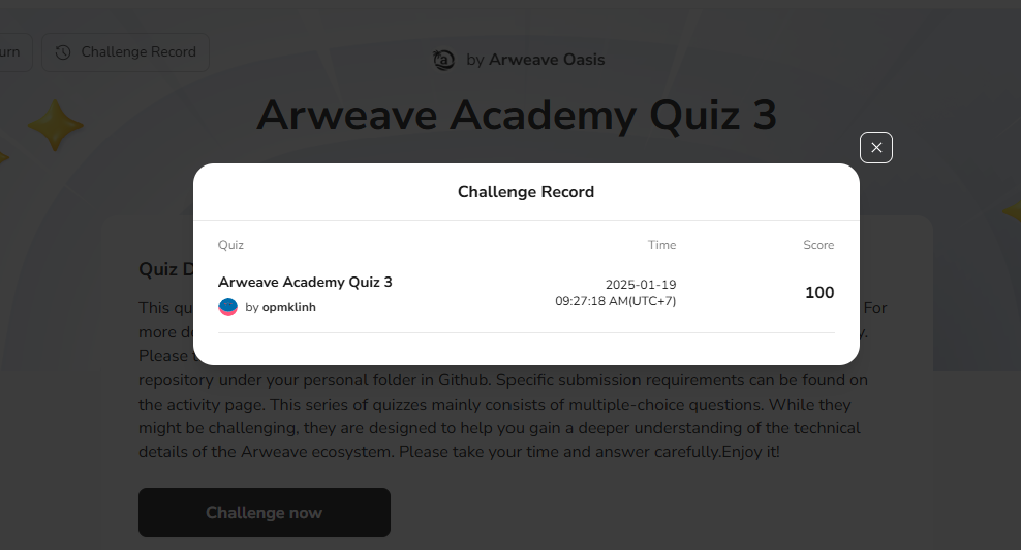 urn
Challenge Record
by Arweave Oasis
Arweave Academy Quiz 3
Challenge Record
Quiz Time Score
Arweave Academy Quiz 3
2025-01-19
09:27:18 AM(UTC+7)
100
by opmklinh
Quiz D
This qu
For
more de
y.
Please t
repository under your personal folder in Github. Specific submission requirements can be found on
the activity page. This series of quizzes mainly consists of multiple-choice questions. While they
might be challenging, they are designed to help you gain a deeper understanding of the technical
details of the Arweave ecosystem. Please take your time and answer carefully.Enjoy it!
Challenge now